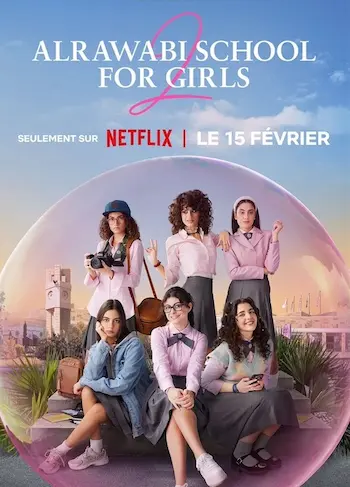 ALRAWABI SCHOOL
FOR GIRLS
2
SEULEMENT SUR NETFLIX | LE 15 FÉVRIER